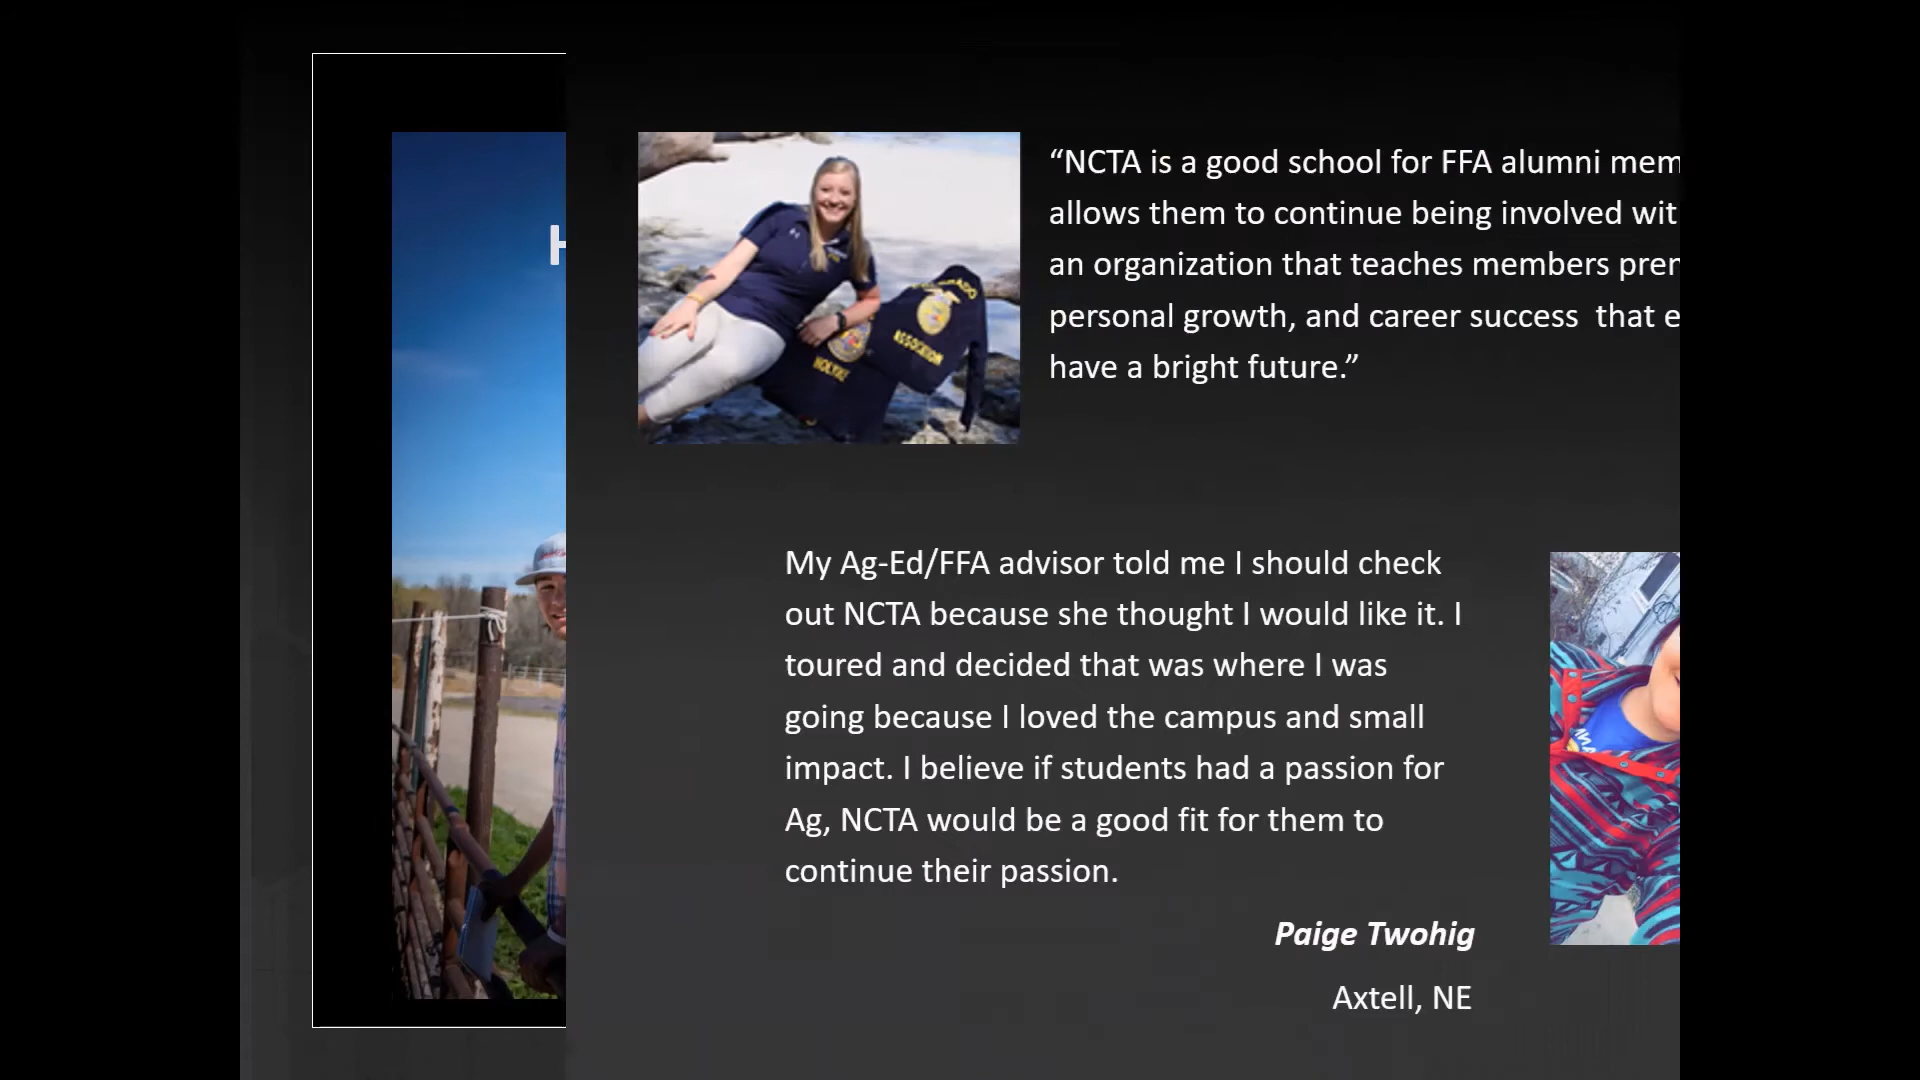 H
“NCTA is a good school for FFA alumni mem
allows them to continue being involved wit
an organization that teaches members prem
personal growth, and career success that e
have a bright future.”
ASSOCIATION
My Ag-Ed/FFA advisor told me I should check
out NCTA because she thought I would like it. I
toured and decided that was where I was
going because I loved the campus and small
impact. I believe if students had a passion for
Ag, NCTA would be a good fit for them to
continue their passion.
Paige Twohig
Axtell, NE